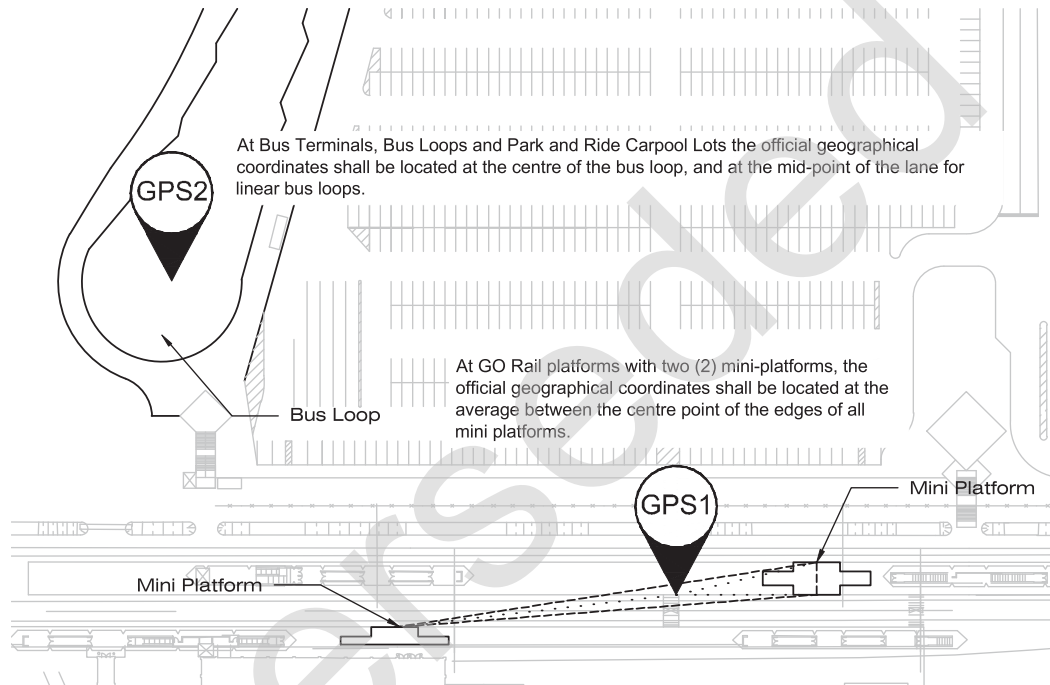 At Bus Terminals, Bus Loops and Park and Ride Carpool Lots the official geographical
coordinates shall be located at the centre of the bus loop, and at the mid-point of the lane for
linear bus loops.
GPS2
At GO Rail platforms with two (2) mini-platforms, the
official geographical coordinates shall be located at the
average between the centre point of the edges of all
mini platforms.
Bus Loop
GPS1
Mini Platform
Mini Platform
erseded